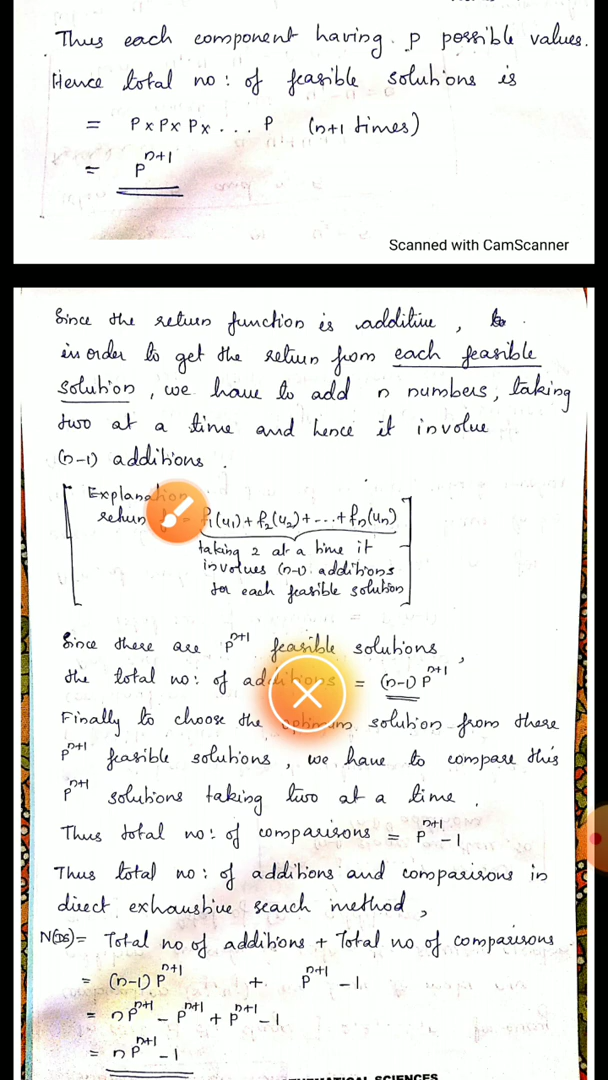 Thus each component having p possible values.
Hence total no: of feasible solutions is
= P x P x P x . . . P (n+1 times)
= p^{n+1}
Scanned with CamScanner
Since the return function is additive,
in order to get the return from each feasible
solution, we have to add n numbers, taking
two at a time and hence it involve
(n-1) additions.
Explanation
return = f₁(u₁) + f₂(u₂) + --- + fn(un)
taking 2 at a time it
involves (n-1) additions
for each feasible solution
Since there are p^{n+1} feasible solutions,
the total no: of additions = (n-1) p^{n+1}
Finally to choose the optimum solution from there
p^{n+1} feasible solutions, we have to compare this
p^{n+1} solutions taking two at a time.
Thus total no: of comparisons = p^{n+1} - 1
Thus total no: of additions and comparisons in
direct exhaustive search method,
N(DS) = Total no of additions + Total no of comparisons
= (n-1) p^{n+1} + p^{n+1} - 1
= n p^{n+1} - p^{n+1} + p^{n+1} - 1
= n p^{n+1} - 1
SCIENCES